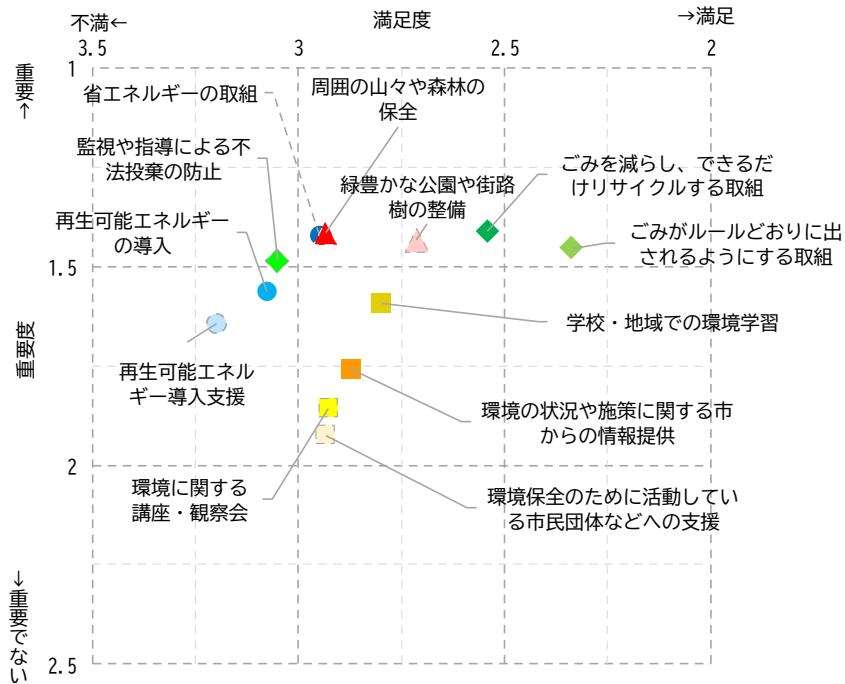 不満←
満足度
→満足
3.5
3
2.5
2
重要→
1
省エネルギーの取組
周囲の山々や森林の
保全
監視や指導による不
法投棄の防止
緑豊かな公園や街路
樹の整備
ごみを減らし、できるだ
けリサイクルする取組
再生可能エネルギー
の導入
ごみがルールどおりに出
されるようにする取組
1.5
学校・地域での環境学習
重要度
再生可能エネル
ギー導入支援
環境の状況や施策に関する市
からの情報提供
2
環境に関する
講座・観察会
環境保全のために活動してい
る市民団体などへの支援
←重要でない
2.5